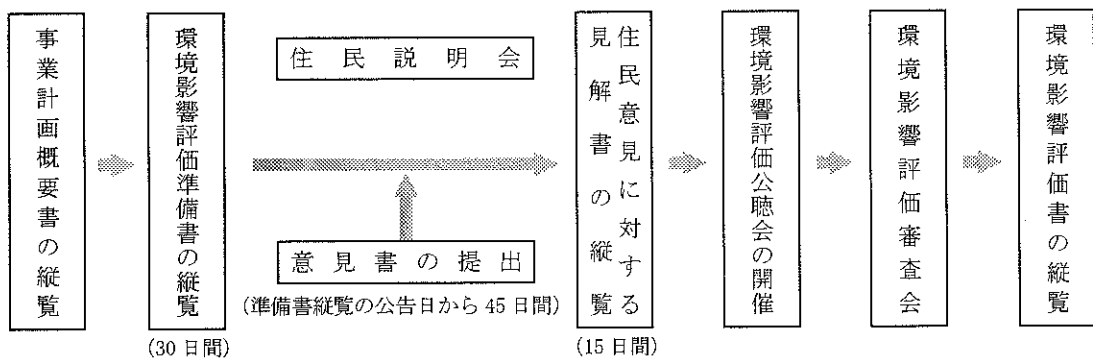 事業計画概要書の縦覧
環境影響評価準備書の縦覧
(30日間)
住民説明会
意見書の提出
(準備書縦覧の公告日から45日間)
住民意見に対する
見解書の縦覧
(15日間)
環境影響評価公聴会の開催
環境影響評価審査会
環境影響評価書の縦覧